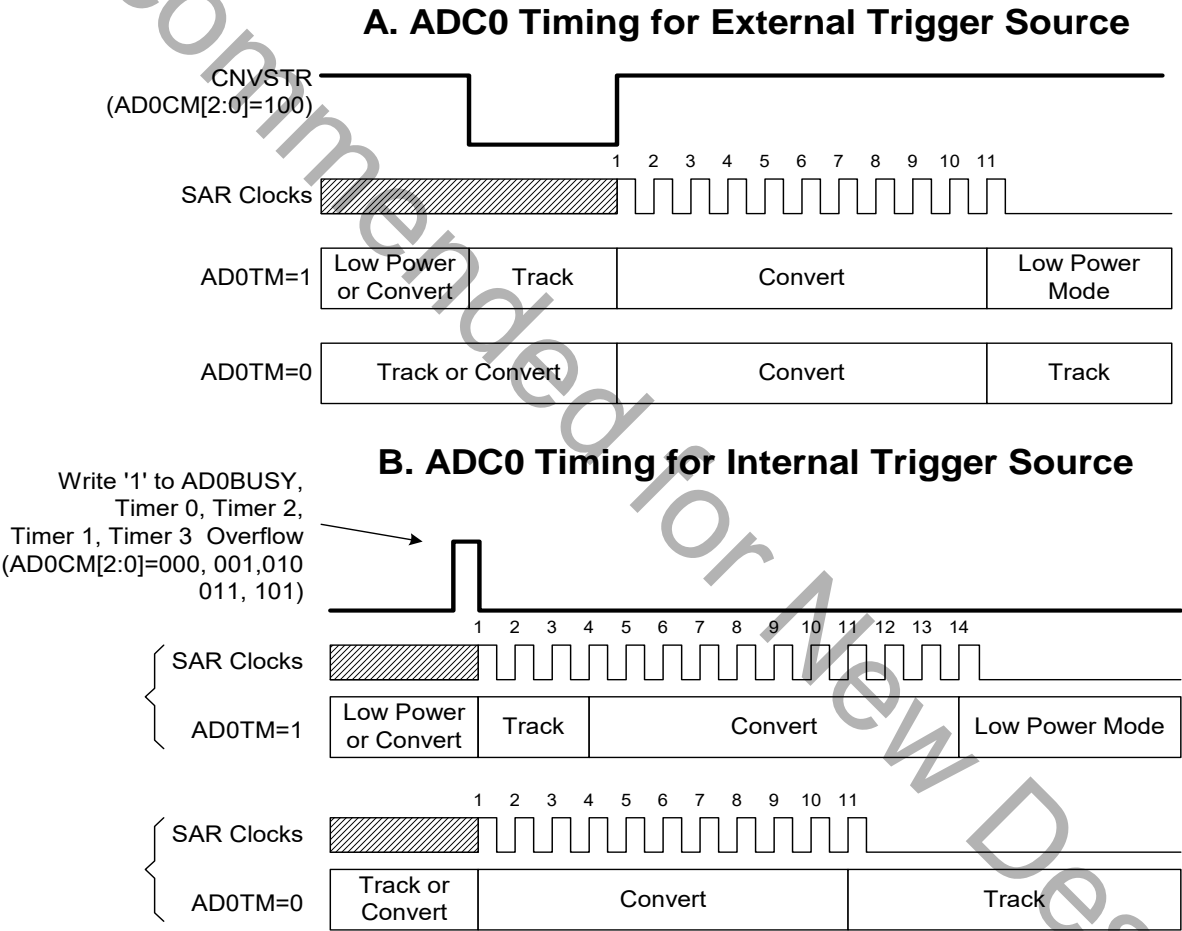 A. ADC0 Timing for External Trigger Source
CNVSTR
(AD0CM[2:0]=100)
1 2 3 4 5 6 7 8 9 10 11
SAR Clocks
AD0TM=1
Low Power
or Convert
Track
Convert
Low Power
Mode
AD0TM=0
Track or Convert
Convert
Track
B. ADC0 Timing for Internal Trigger Source
Write '1' to AD0BUSY,
Timer 0, Timer 2,
Timer 1, Timer 3 Overflow
(AD0CM[2:0]=000, 001,010
011, 101)
1 2 3 4 5 6 7 8 9 10 11 12 13 14
SAR Clocks
AD0TM=1
Low Power
or Convert
Track
Convert
Low Power Mode
1 2 3 4 5 6 7 8 9 10 11
SAR Clocks
AD0TM=0
Track or
Convert
Convert
Track
commended for New Des